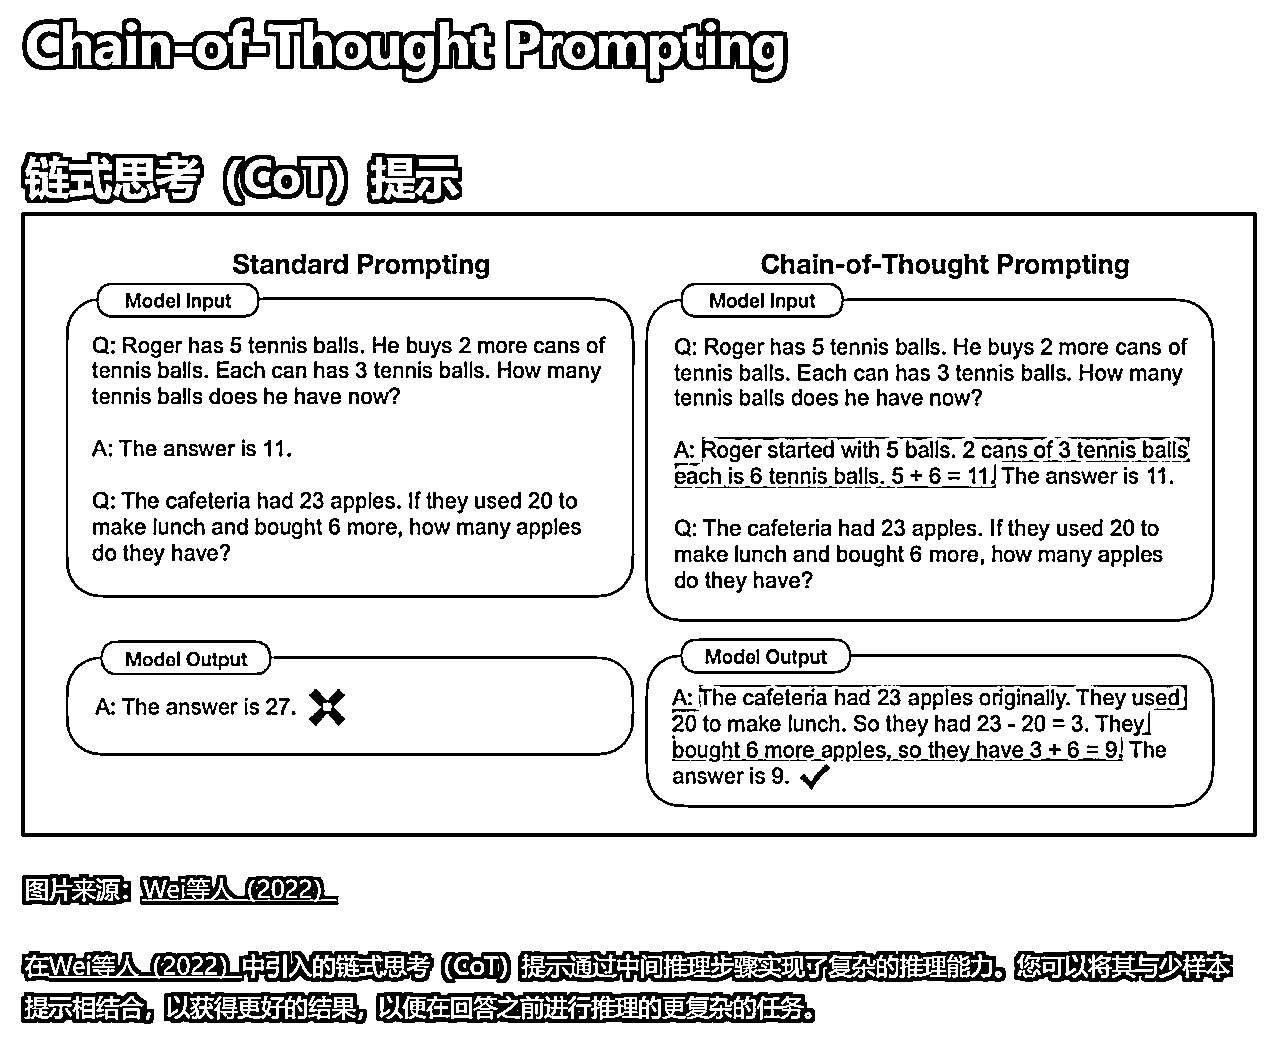 Chain-of-Thought Prompting
链式思考（CoT）提示
Standard Prompting
Model Input
Q: Roger has 5 tennis balls. He buys 2 more cans of
tennis balls. Each can has 3 tennis balls. How many
tennis balls does he have now?
A: The answer is 11.
Q: The cafeteria had 23 apples. If they used 20 to
make lunch and bought 6 more, how many apples
do they have?
Model Output
A: The answer is 27.
Chain-of-Thought Prompting
Model Input
Q: Roger has 5 tennis balls. He buys 2 more cans of
tennis balls. Each can has 3 tennis balls. How many
tennis balls does he have now?
A: Roger started with 5 balls. 2 cans of 3 tennis balls
each is 6 tennis balls. 5 + 6 = 11. The answer is 11.
Q: The cafeteria had 23 apples. If they used 20 to
make lunch and bought 6 more, how many apples
do they have?
Model Output
A: The cafeteria had 23 apples originally. They used
20 to make lunch. So they had 23 - 20 = 3. They
bought 6 more apples, so they have 3 + 6 = 9. The
answer is 9.
图片来源：Wei等人（2022）
在Wei等人（2022）中引入的链式思考（CoT）提示通过中间推理步骤实现了复杂的推理能力。您可以将其与少样本
提示相结合，以获得更好的结果，以便在回答之前进行推理的更复杂的任务。